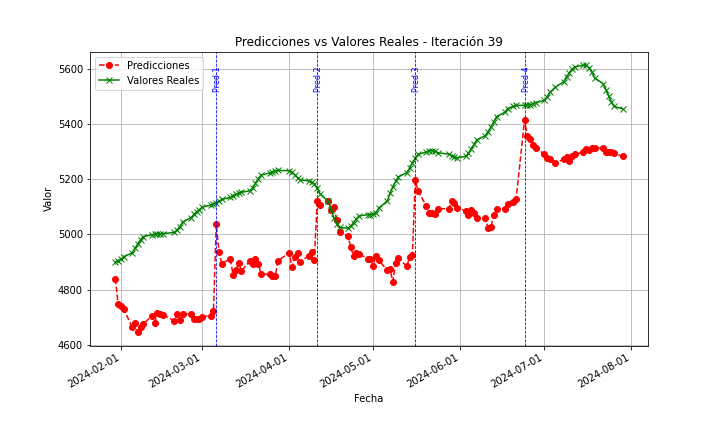 Predicciones vs Valores Reales - Iteración 39
Predicciones
Valores Reales
Pred 1
Pred 2
Pred 3
Pred 4
5600
5400
5200
5000
4800
4600
Valor
2024-02-01
2024-03-01
2024-04-01
2024-05-01
2024-06-01
2024-07-01
2024-08-01
Fecha